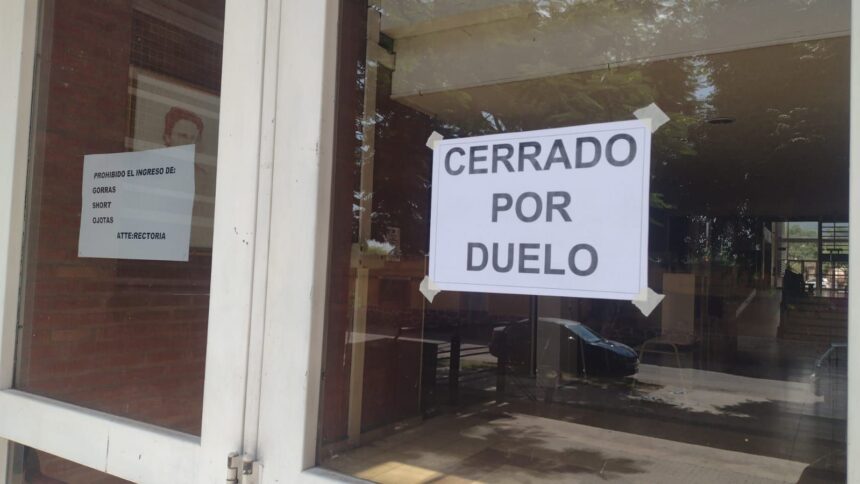 PROHIBIDO EL INGRESO DE:
GORRAS
SHORT
OJOTAS
ATTE:RECTORIA
CERRADO
POR
DUELO